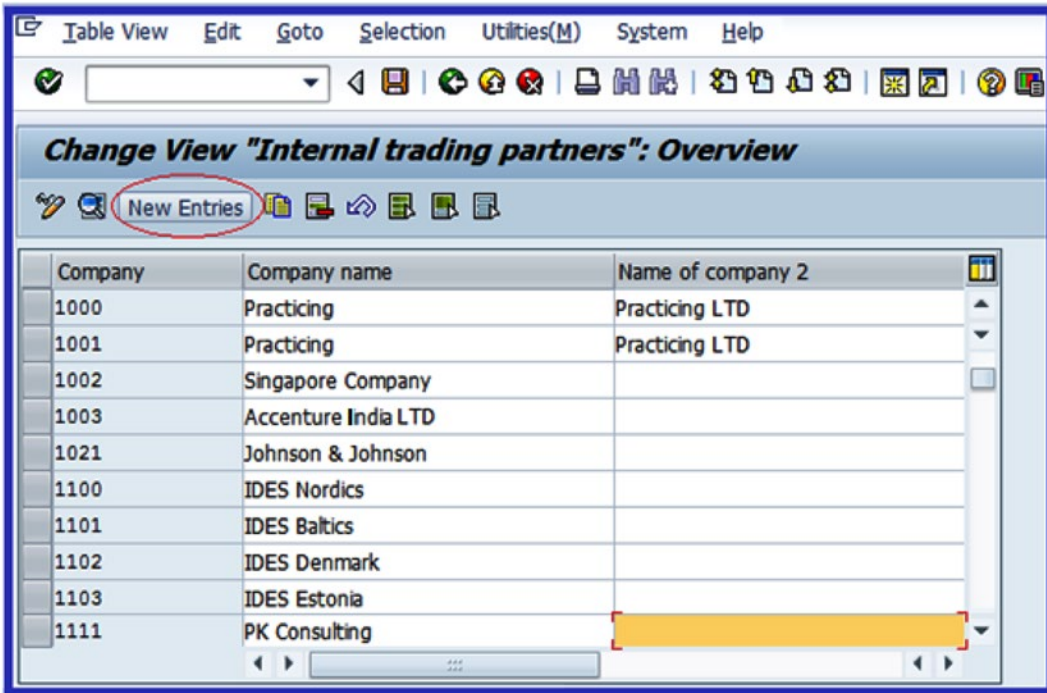 Table View Edit Goto Selection Utilities(M) System Help
Change View "Internal trading partners": Overview
New Entries
Company Company name Name of company 2
1000 Practicing Practicing LTD
1001 Practicing Practicing LTD
1002 Singapore Company
1003 Accenture India LTD
1021 Johnson & Johnson
1100 IDES Nordics
1101 IDES Baltics
1102 IDES Denmark
1103 IDES Estonia
1111 PK Consulting